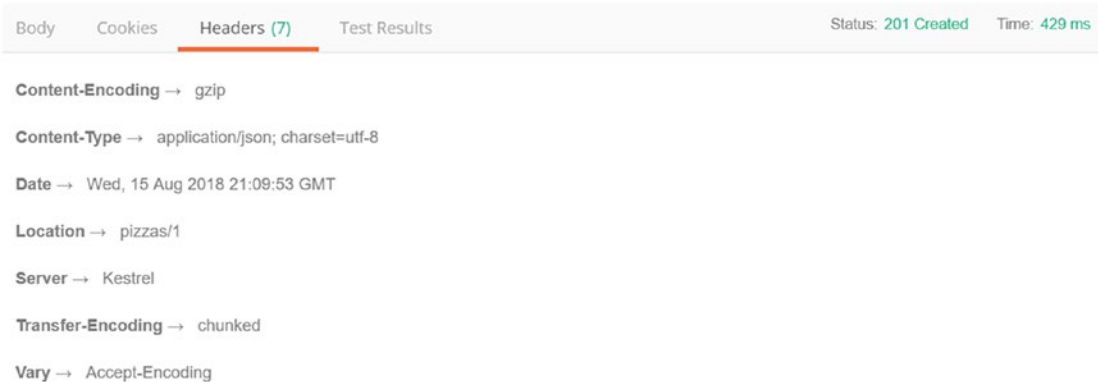 Body Cookies Headers (7) Test Results Status: 201 Created Time: 429 ms
Content-Encoding → gzip
Content-Type → application/json; charset=utf-8
Date → Wed, 15 Aug 2018 21:09:53 GMT
Location → pizzas/1
Server → Kestrel
Transfer-Encoding → chunked
Vary → Accept-Encoding